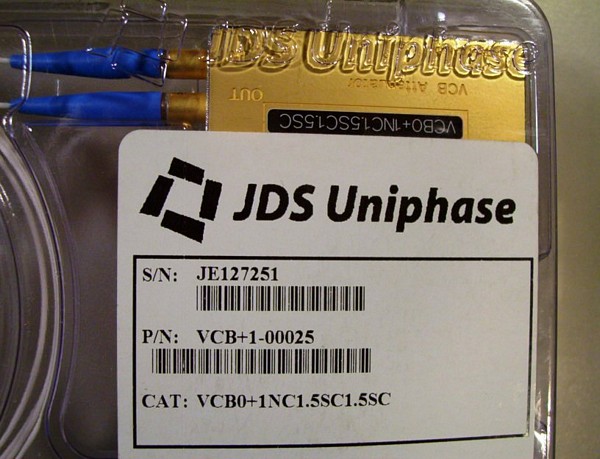 JDS Uniphase
VCB Attenuator
OUT
VCB0+1NC1.5SC1.5SC
JDS Uniphase
S/N: JE127251
P/N: VCB+1-00025
CAT: VCB0+1NC1.5SC1.5SC